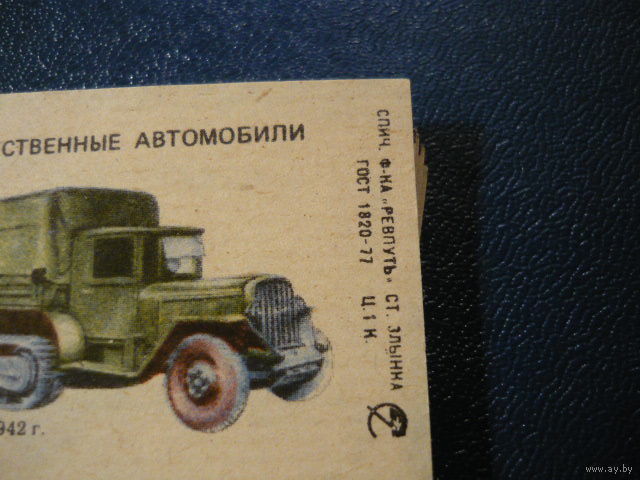 СТВЕННЫЕ АВТОМОБИЛИ
942 г.
СПИЧ. Ф-КА „РЕВПУТЬ“ СТ. ЗЛЫНКА
ГОСТ 1820-77 Ц. 1 К.
www.ay.by